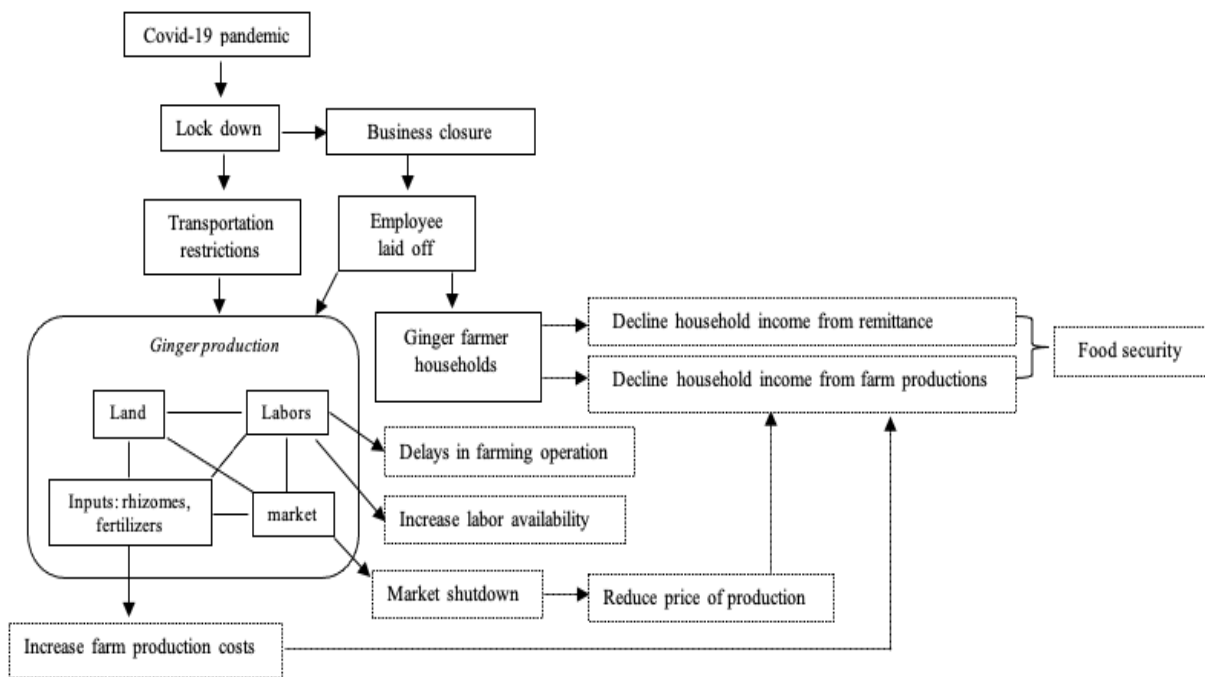 Covid-19 pandemic
Lock down
Business closure
Transportation
restrictions
Employee
laid off
Ginger production
Ginger farmer
households
Decline household income from remittance
Decline household income from farm productions
Food security
Land
Labors
Inputs: rhizomes,
fertilizers
market
Delays in farming operation
Increase labor availability
Market shutdown
Reduce price of production
Increase farm production costs